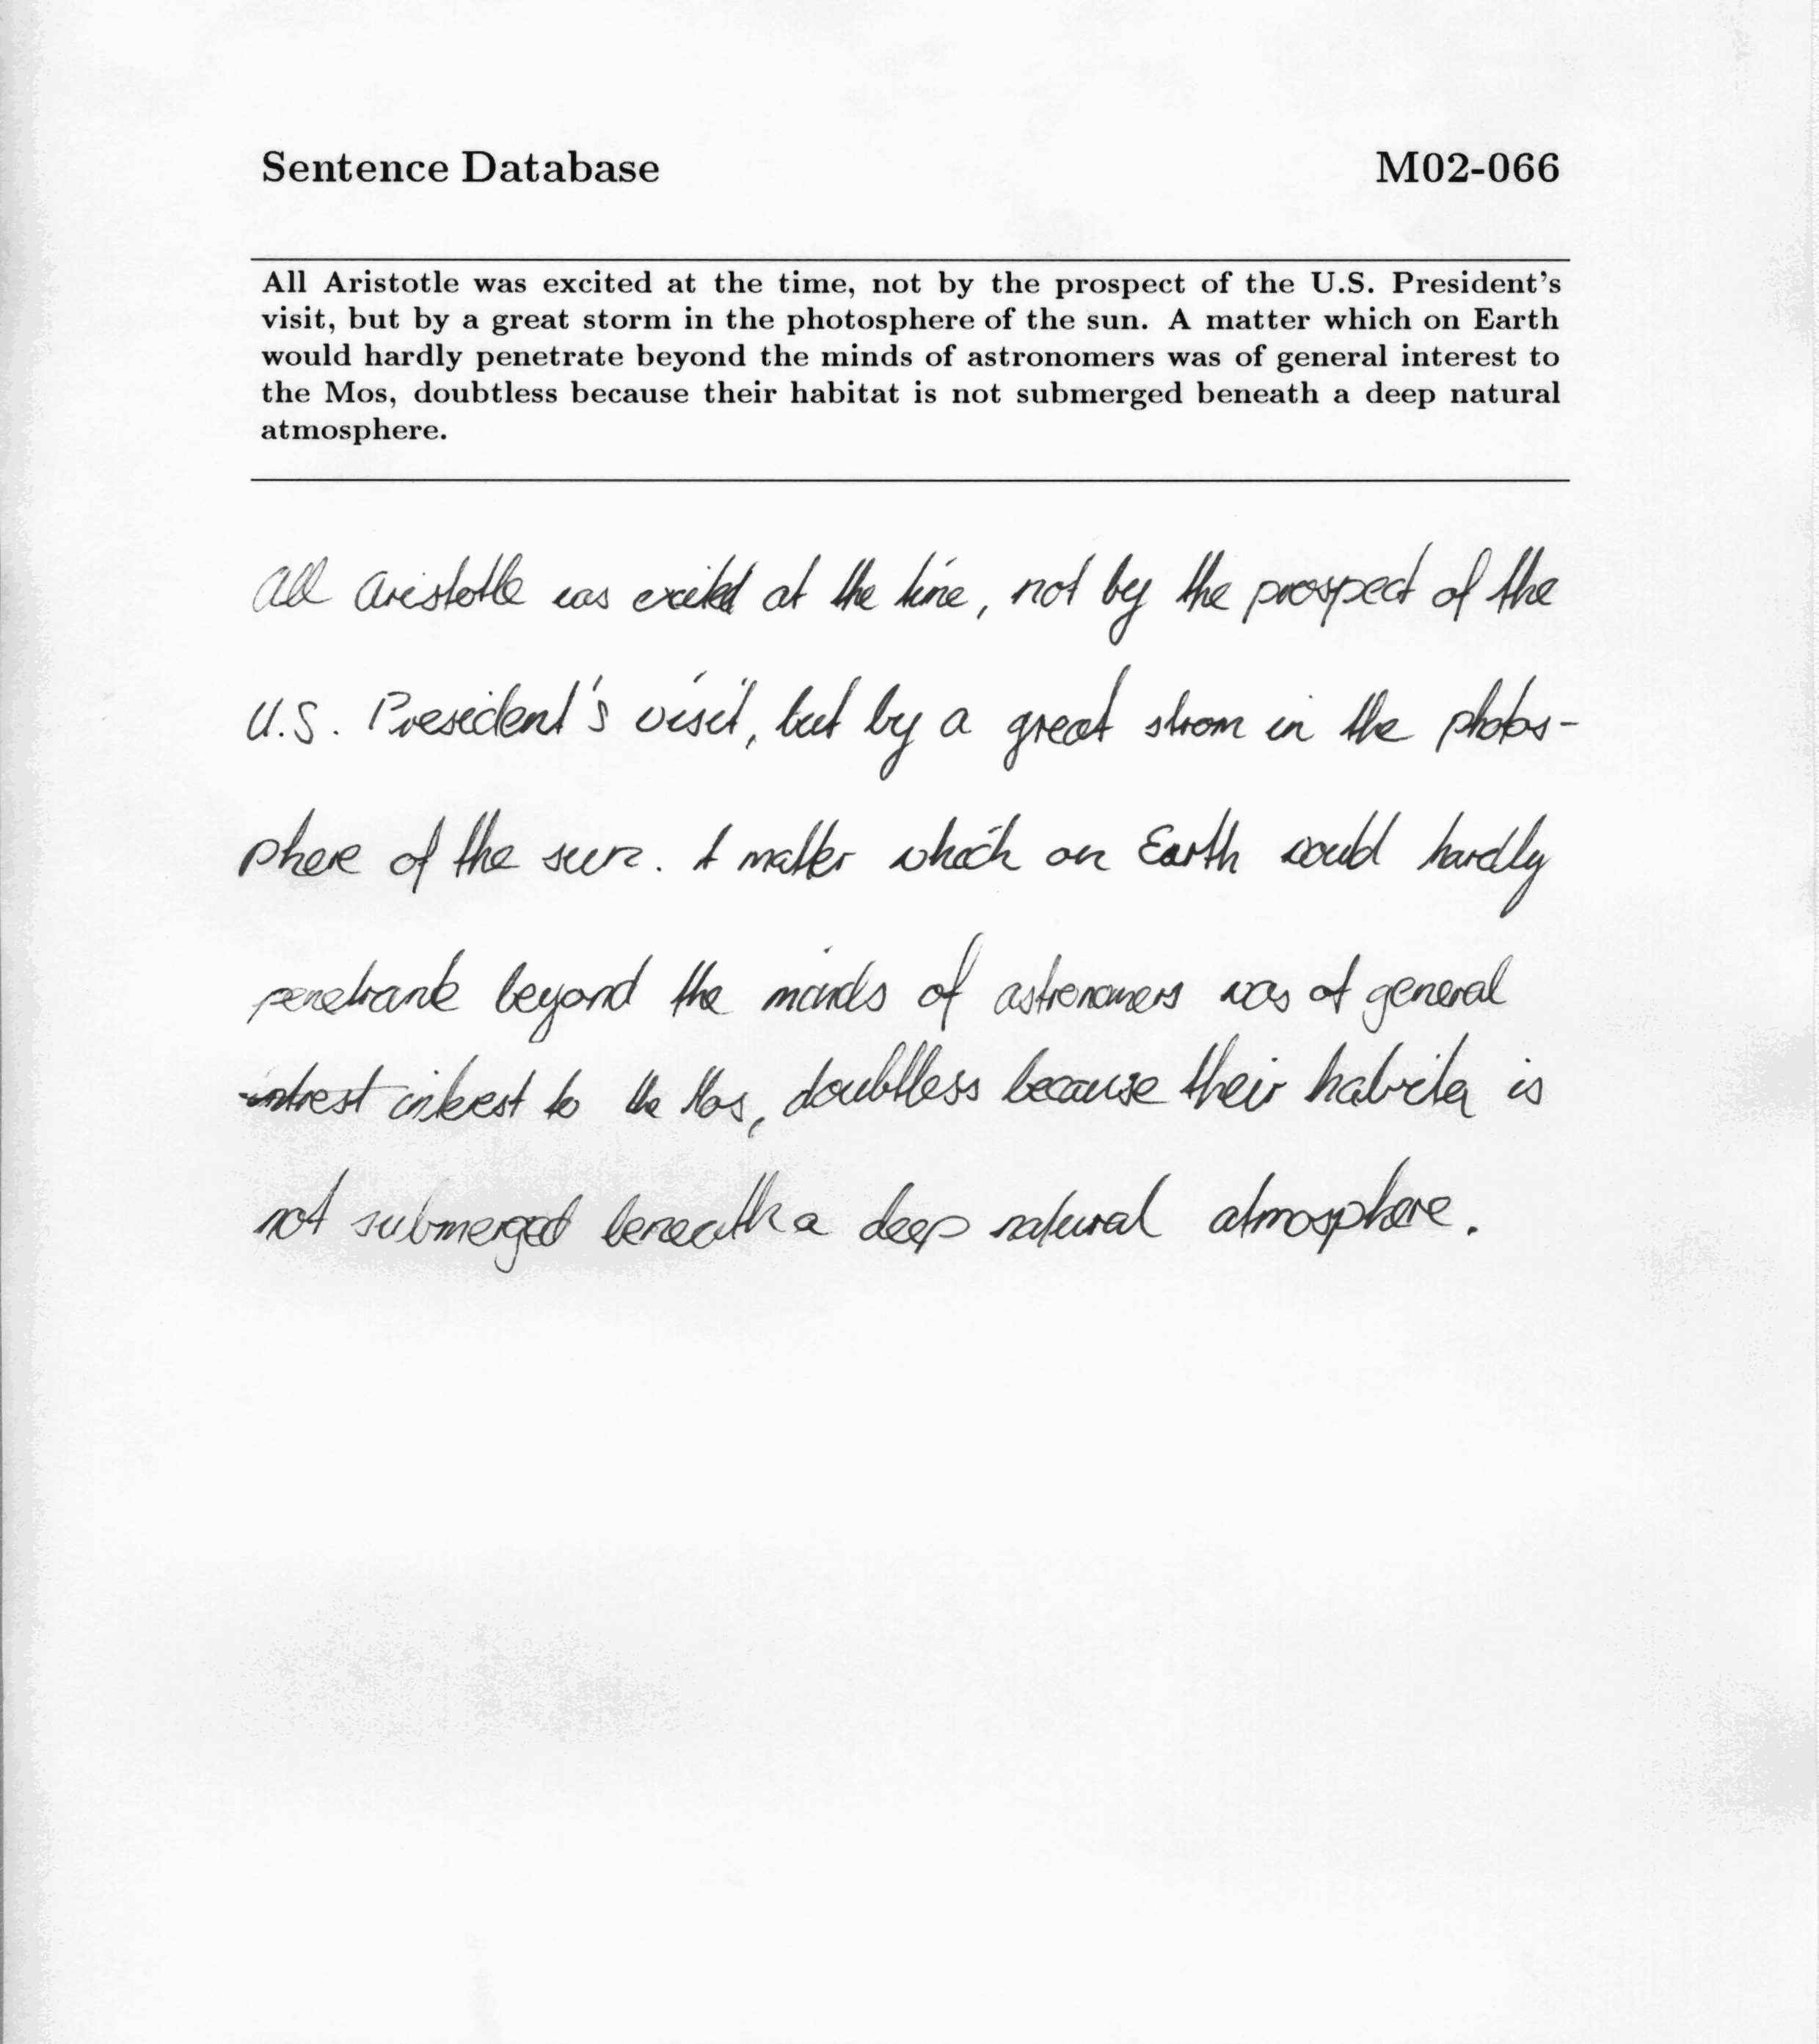 Sentence Database M02-066
All Aristotle was excited at the time, not by the prospect of the U.S. President's
visit, but by a great storm in the photosphere of the sun. A matter which on Earth
would hardly penetrate beyond the minds of astronomers was of general interest to
the Mos, doubtless because their habitat is not submerged beneath a deep natural
atmosphere.
All Aristotle was excited at the time, not by the prospect of the
U.S. President's visit, but by a great strom in the photos-
phere of the sun. A matter which on Earth would hardly
penetrante beyond the minds of astronomers was of general
intrest interest to the Mos, doubtless because their habita is
not submerged beneath a deep natural atmosphere.